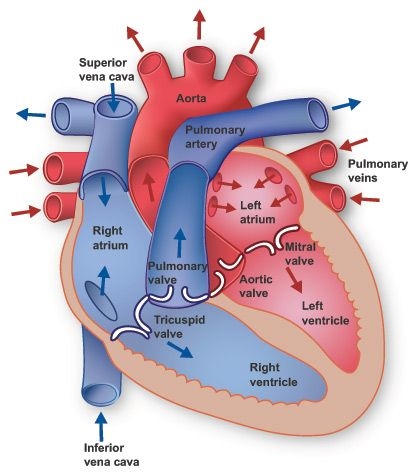 Superior
vena cava
Aorta
Pulmonary
artery
Pulmonary
veins
Left
atrium
Right
atrium
Mitral
valve
Pulmonary
valve
Aortic
valve
Left
ventricle
Tricuspid
valve
Right
ventricle
Inferior
vena cava